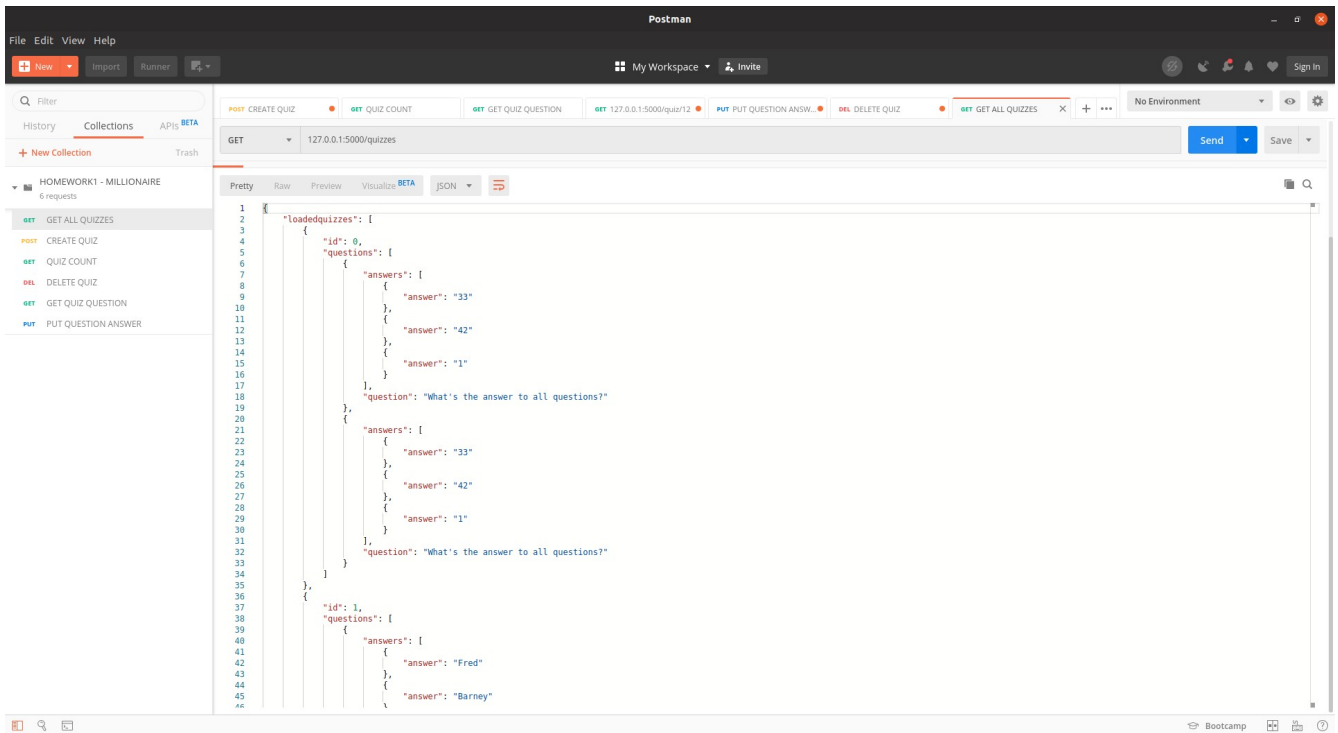 Postman
File Edit View Help
New Import Runner My Workspace Invite Sign In
Filter
History Collections APIs BETA
+ New Collection Trash
HOMEWORK1 - MILLIONAIRE
6 requests
GET GET ALL QUIZZES
POST CREATE QUIZ
GET QUIZ COUNT
DEL DELETE QUIZ
GET GET QUIZ QUESTION
PUT PUT QUESTION ANSWER
POST CREATE QUIZ GET QUIZ COUNT GET GET QUIZ QUESTION GET 127.0.0.1:5000/quiz/12 PUT PUT QUESTION ANSW... DEL DELETE QUIZ GET GET ALL QUIZZES X + ••• No Environment
GET 127.0.0.1:5000/quizzes Send Save
Pretty Raw Preview Visualize BETA JSON
1 {
2 "loadedquizzes": [
3 {
4 "id": 0,
5 "questions": [
6 {
7 "answers": [
8 {
9 "answer": "33"
10 },
11 {
12 "answer": "42"
13 },
14 {
15 "answer": "1"
16 }
17 ],
18 "question": "What's the answer to all questions?"
19 },
20 {
21 "answers": [
22 {
23 "answer": "33"
24 },
25 {
26 "answer": "42"
27 },
28 {
29 "answer": "1"
30 }
31 ],
32 "question": "What's the answer to all questions?"
33 }
34 ]
35 },
36 {
37 "id": 1,
38 "questions": [
39 {
40 "answers": [
41 {
42 "answer": "Fred"
43 },
44 {
45 "answer": "Barney"
46 }
Bootcamp